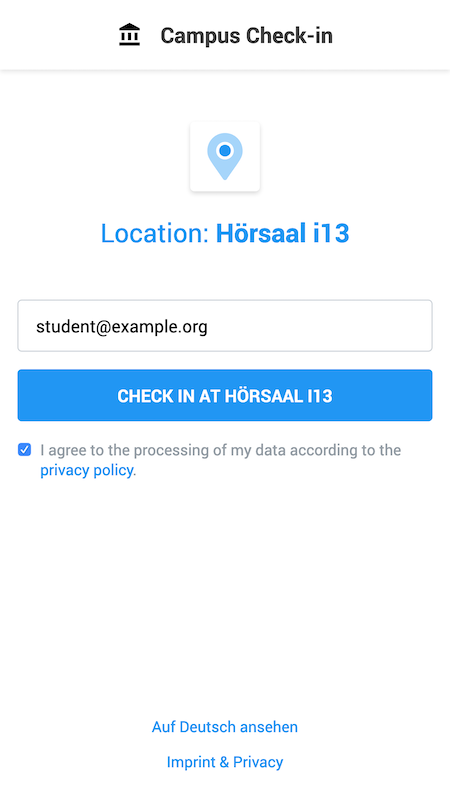 Campus Check-in
Location: Hörsaal i13
student@example.org
CHECK IN AT HÖRSAAL I13
I agree to the processing of my data according to the
privacy policy.
Auf Deutsch ansehen
Imprint & Privacy